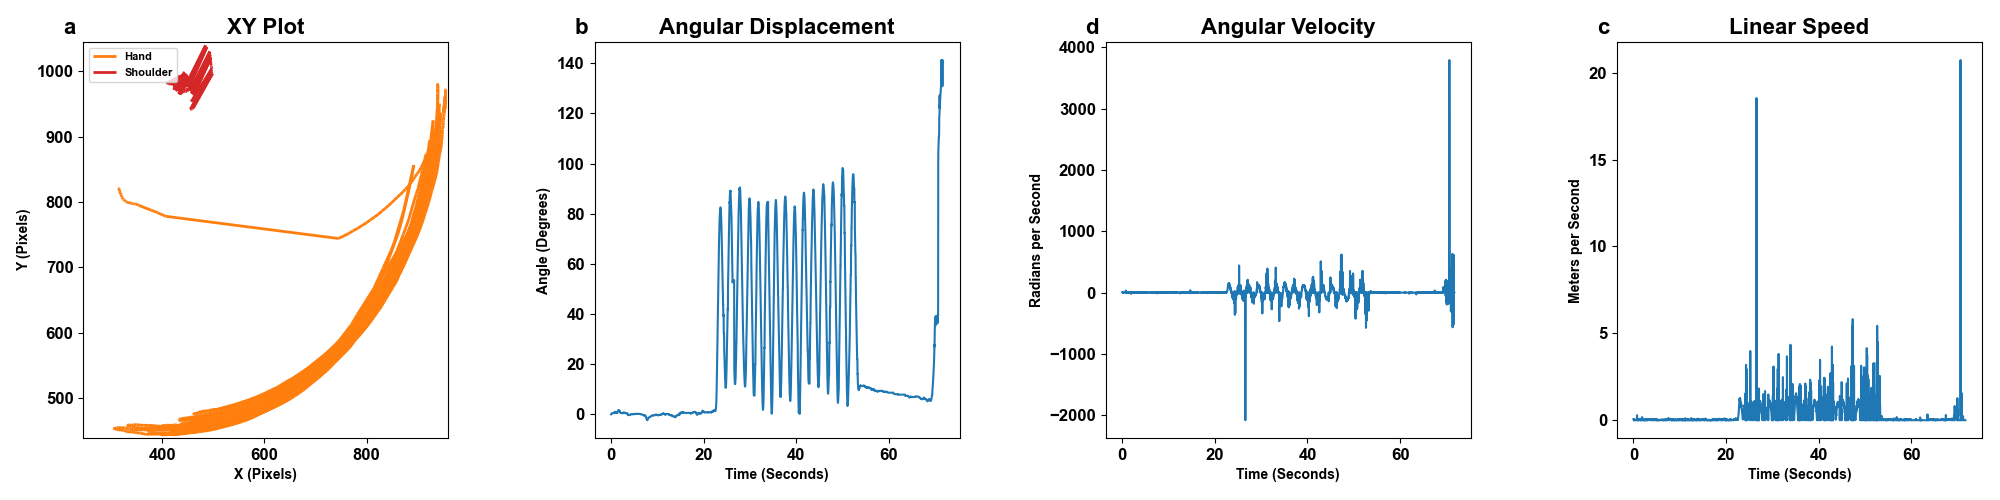 a XY Plot
Hand
Shoulder
1000
900
800
700
600
500
Y (Pixels)
400 600 800
X (Pixels)
b Angular Displacement
140
120
100
80
60
40
20
0
Angle (Degrees)
0 20 40 60
Time (Seconds)
d Angular Velocity
4000
3000
2000
1000
0
−1000
−2000
Radians per Second
0 20 40 60
Time (Seconds)
c Linear Speed
20
15
10
5
0
Meters per Second
0 20 40 60
Time (Seconds)